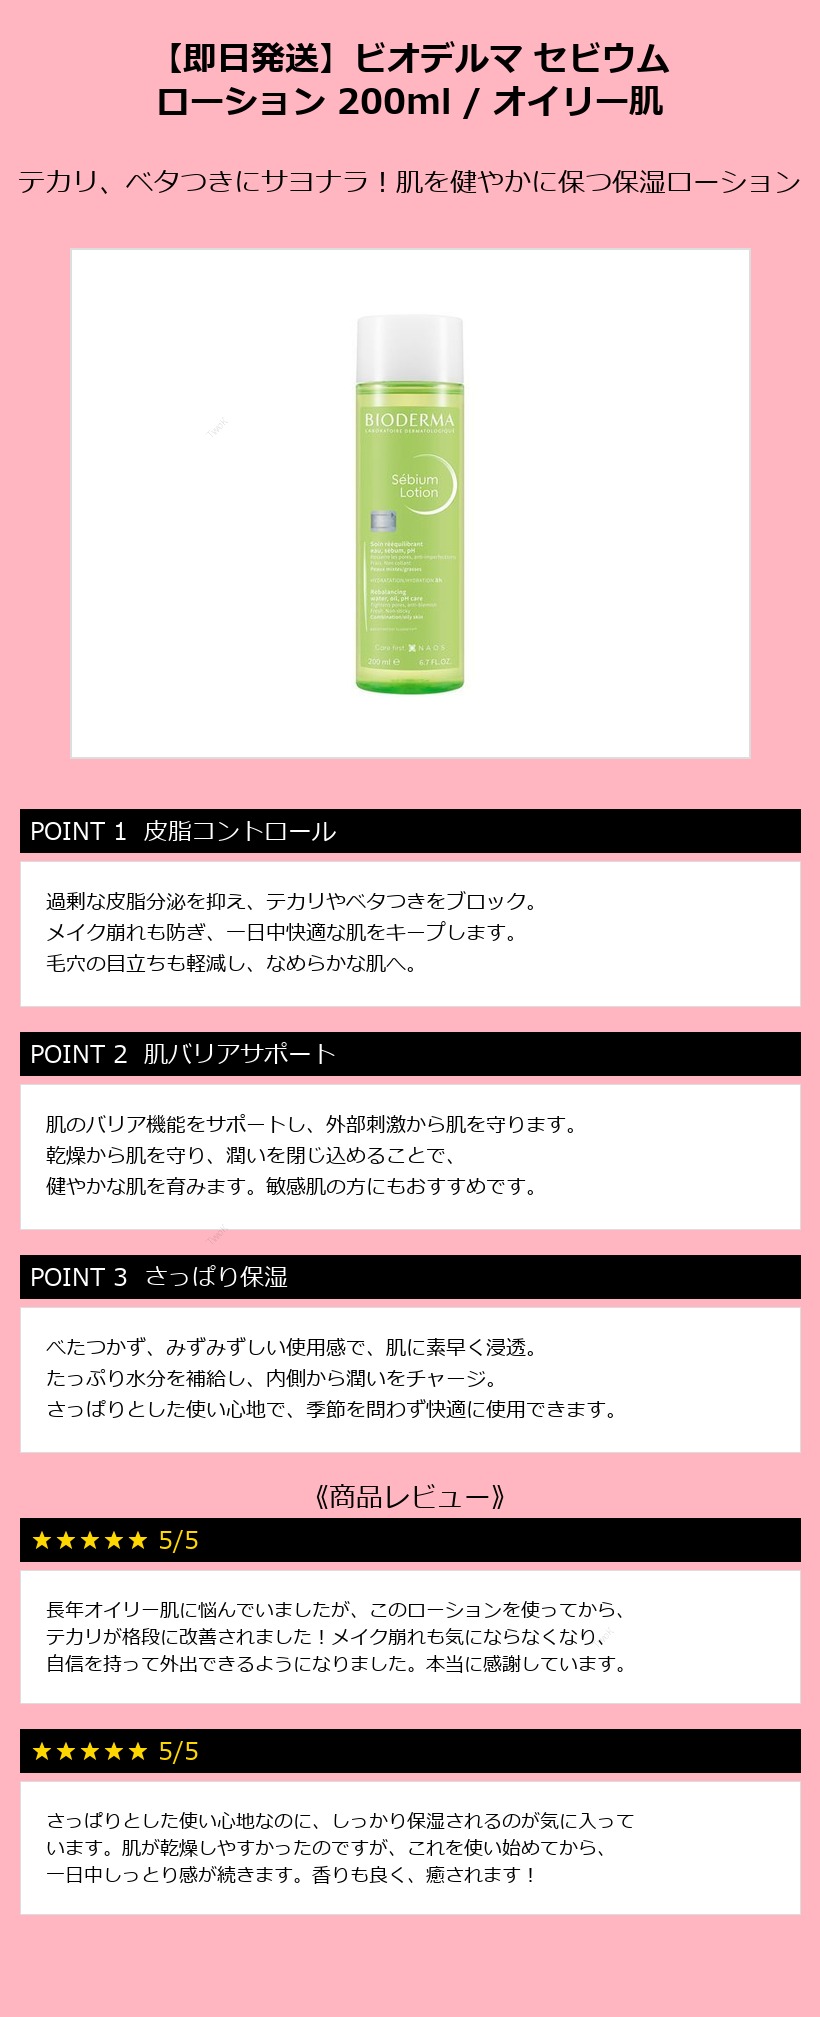 【即日発送】ビオデルマ セビウム
ローション 200ml / オイリー肌
テカリ、ベタつきにサヨナラ！肌を健やかに保つ保湿ローション
BIODERMA
LABORATOIRE DERMATOLOGIQUE
Sébium
Lotion
Soin rééquilibrant
eau, sébum, pH
Resserre les pores, anti-imperfections
Frais, Non collant
Peaux mixtes/grasses
HYDRATATION/HYDRATION 8H
Rebalancing
water, oil, pH care
Tightens pores, anti-blemish
Fresh, Non-sticky
Combination/oily skin
Care first NAOS
200 ml ℮ 6.7 FL.OZ.
POINT 1 皮脂コントロール
過剰な皮脂分泌を抑え、テカリやベタつきをブロック。
メイク崩れも防ぎ、一日中快適な肌をキープします。
毛穴の目立ちも軽減し、なめらかな肌へ。
POINT 2 肌バリアサポート
肌のバリア機能をサポートし、外部刺激から肌を守ります。
乾燥から肌を守り、潤いを閉じ込めることで、
健やかな肌を育みます。敏感肌の方にもおすすめです。
POINT 3 さっぱり保湿
べたつかず、みずみずしい使用感で、肌に素早く浸透。
たっぷり水分を補給し、内側から潤いをチャージ。
さっぱりとした使い心地で、季節を問わず快適に使用できます。
《商品レビュー》
★★★★★ 5/5
長年オイリー肌に悩んでいましたが、このローションを使ってから、
テカリが格段に改善されました！メイク崩れも気にならなくなり、
自信を持って外出できるようになりました。本当に感謝しています。
★★★★★ 5/5
さっぱりとした使い心地なのに、しっかり保湿されるのが気に入って
います。肌が乾燥しやすかったのですが、これを使い始めてから、
一日中しっとり感が続きます。香りも良く、癒されます！